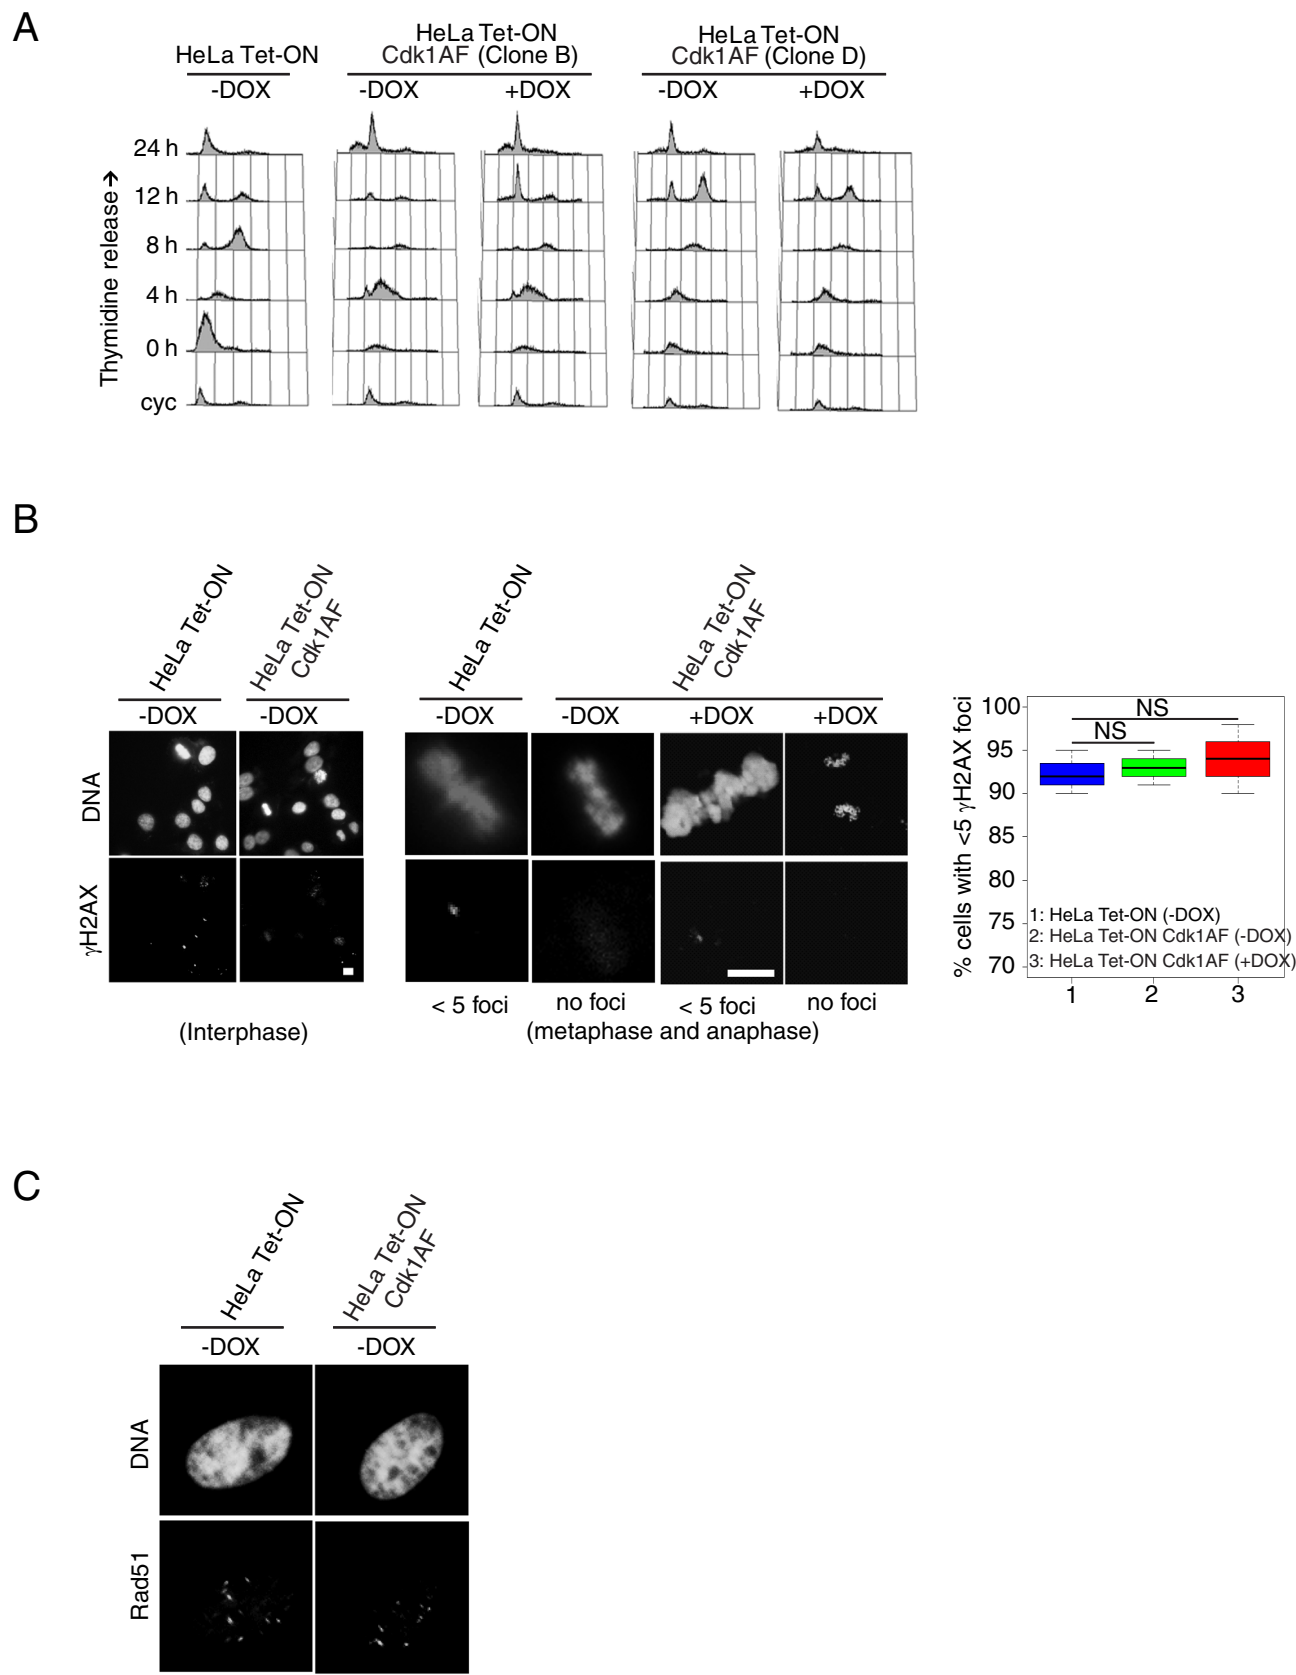 A
HeLa Tet-ON
-DOX
HeLa Tet-ON
Cdk1AF (Clone B)
-DOX +DOX
HeLa Tet-ON
Cdk1AF (Clone D)
-DOX +DOX
Thymidine release→
24 h
12 h
8 h
4 h
0 h
cyc
B
HeLa Tet-ON
HeLa Tet-ON
Cdk1AF
-DOX -DOX
DNA
γH2AX
(Interphase)
HeLa Tet-ON
HeLa Tet-ON
Cdk1AF
-DOX -DOX +DOX +DOX
< 5 foci no foci < 5 foci no foci
(metaphase and anaphase)
% cells with <5 γH2AX foci
100
95
90
85
80
75
70
NS
NS
1: HeLa Tet-ON (-DOX)
2: HeLa Tet-ON Cdk1AF (-DOX)
3: HeLa Tet-ON Cdk1AF (+DOX)
1 2 3
C
HeLa Tet-ON
HeLa Tet-ON
Cdk1AF
-DOX -DOX
DNA
Rad51